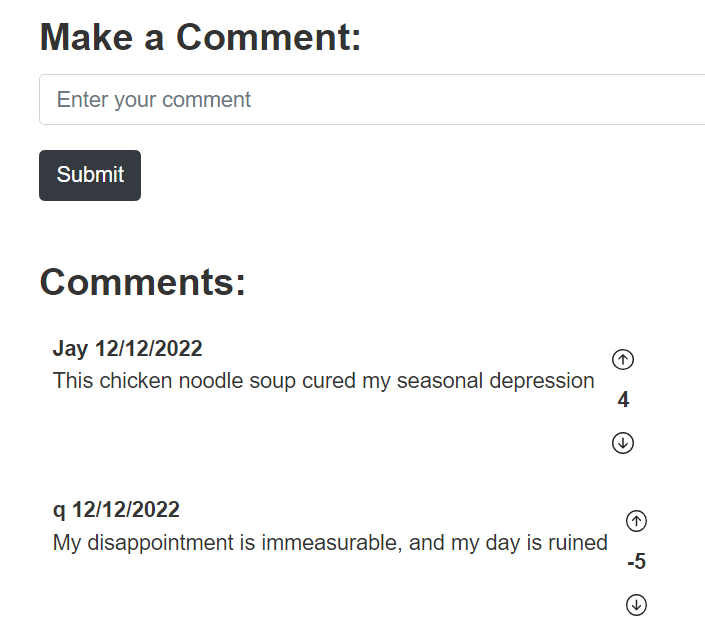 Make a Comment:
Enter your comment
Submit
Comments:
Jay 12/12/2022
This chicken noodle soup cured my seasonal depression
4
q 12/12/2022
My disappointment is immeasurable, and my day is ruined
-5